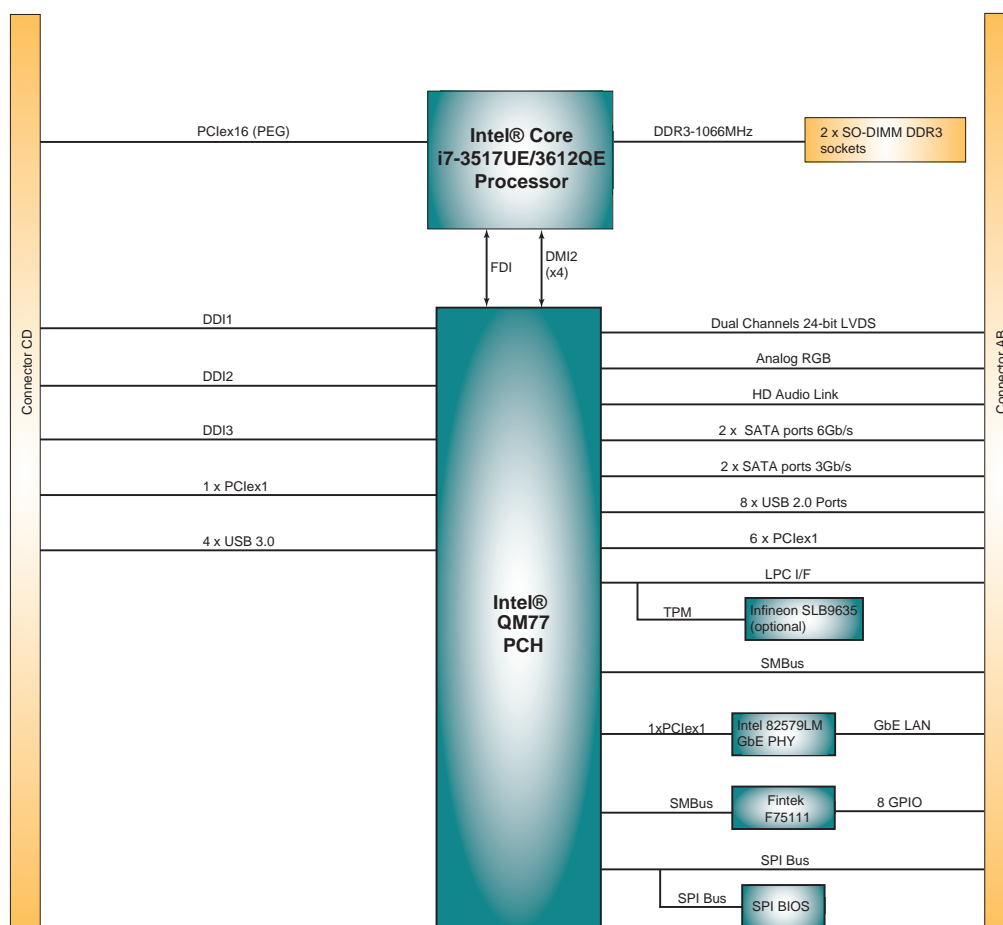 PCIex16 (PEG)
Intel® Core
i7-3517UE/3612QE
Processor
DDR3-1066MHz
2 x SO-DIMM DDR3
sockets
FDI
DMI2
(x4)
Connector CD
Connector AB
DDI1
DDI2
DDI3
1 x PCIex1
4 x USB 3.0
Intel®
QM77
PCH
Dual Channels 24-bit LVDS
Analog RGB
HD Audio Link
2 x SATA ports 6Gb/s
2 x SATA ports 3Gb/s
8 x USB 2.0 Ports
6 x PCIex1
LPC I/F
TPM
Infineon SLB9635
(optional)
SMBus
1xPCIex1
Intel 82579LM
GbE PHY
GbE LAN
SMBus
Fintek
F75111
8 GPIO
SPI Bus
SPI Bus
SPI BIOS